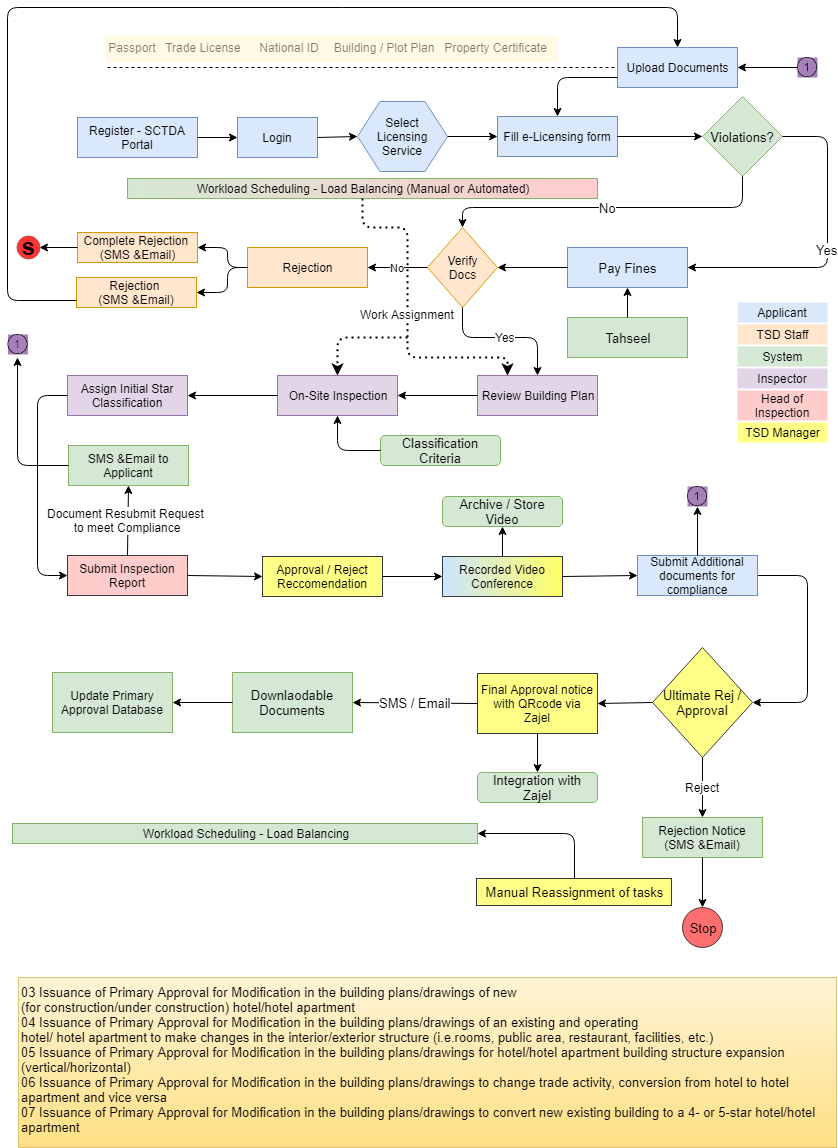 Passport Trade License National ID Building / Plot Plan Property Certificate
Upload Documents
1
Register - SCTDA
Portal
Login
Select
Licensing
Service
Fill e-Licensing form
Violations?
Workload Scheduling - Load Balancing (Manual or Automated)
No
Yes
S
Complete Rejection
(SMS &Email)
Rejection
(SMS &Email)
Rejection
No
Verify
Docs
Pay Fines
Tahseel
Work Assignment
Yes
Applicant
TSD Staff
System
Inspector
Head of
Inspection
TSD Manager
1
Assign Initial Star
Classification
On-Site Inspection
Review Building Plan
Classification
Criteria
SMS &Email to
Applicant
Document Resubmit Request
to meet Compliance
Archive / Store
Video
1
Submit Inspection
Report
Approval / Reject
Reccomendation
Recorded Video
Conference
Submit Additional
documents for
compliance
Update Primary
Approval Database
Downlaodable
Documents
SMS / Email
Final Approval notice
with QRcode via
Zajel
Ultimate Rej /
Approval
Integration with
Zajel
Reject
Workload Scheduling - Load Balancing
Rejection Notice
(SMS &Email)
Manual Reassignment of tasks
Stop
03 Issuance of Primary Approval for Modification in the building plans/drawings of new
(for construction/under construction) hotel/hotel apartment
04 Issuance of Primary Approval for Modification in the building plans/drawings of an existing and operating
hotel/ hotel apartment to make changes in the interior/exterior structure (i.e.rooms, public area, restaurant, facilities, etc.)
05 Issuance of Primary Approval for Modification in the building plans/drawings for hotel/hotel apartment building structure expansion
(vertical/horizontal)
06 Issuance of Primary Approval for Modification in the building plans/drawings to change trade activity, conversion from hotel to hotel
apartment and vice versa
07 Issuance of Primary Approval for Modification in the building plans/drawings to convert new existing building to a 4- or 5-star hotel/hotel
apartment